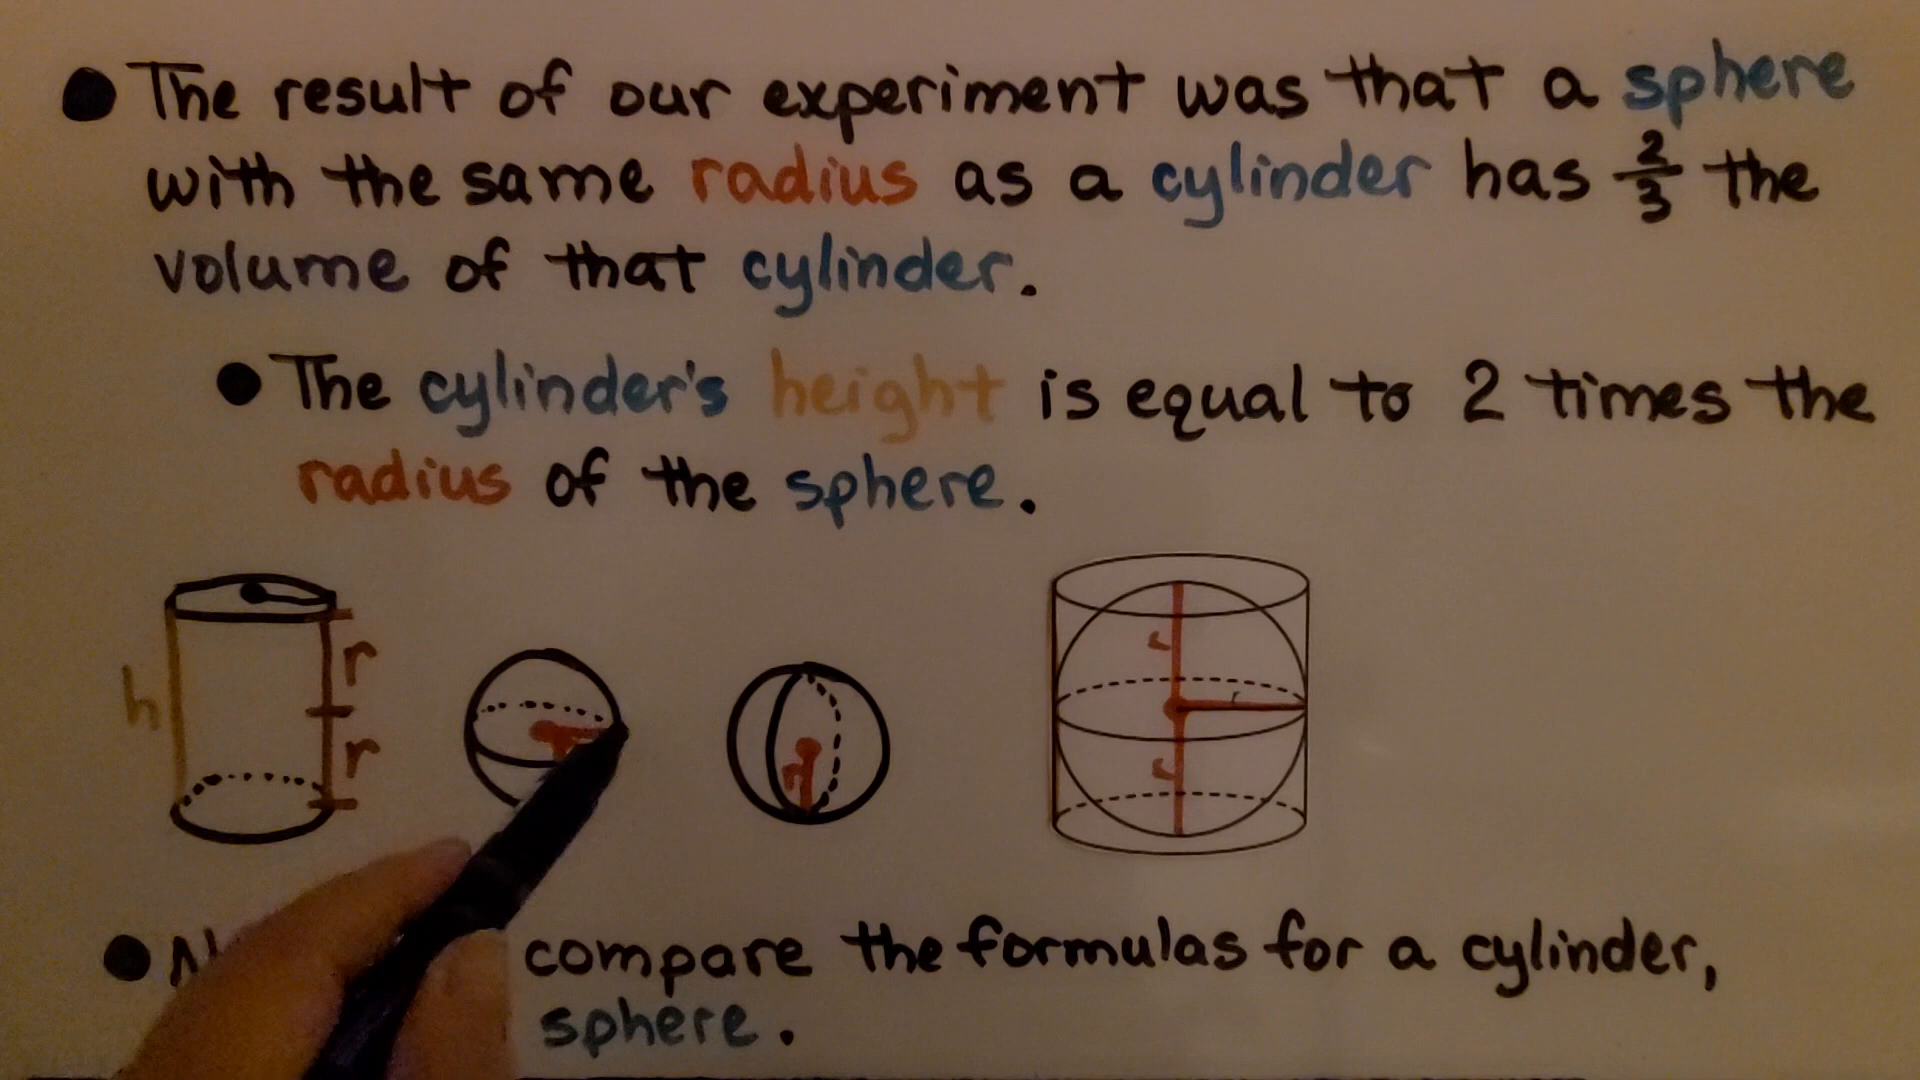 The result of our experiment was that a sphere
with the same radius as a cylinder has 2/3 the
volume of that cylinder.
The cylinder's height is equal to 2 times the
radius of the sphere.
h r r
r
r
r r r
compare the formulas for a cylinder,
sphere.